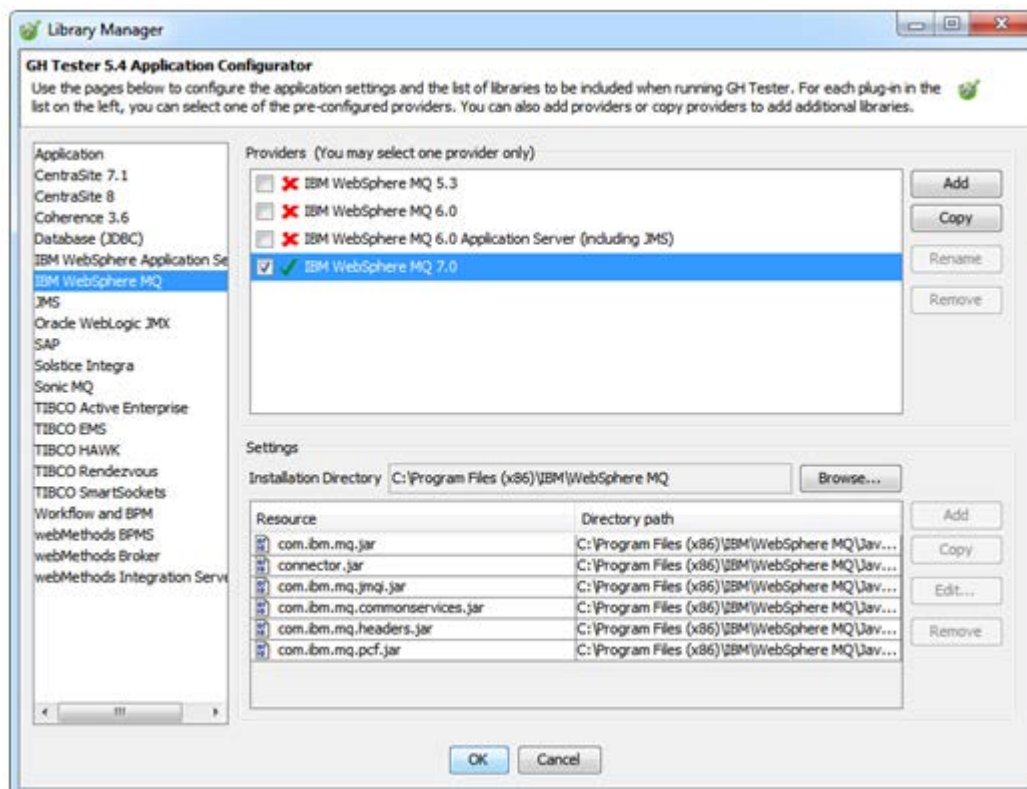 Library Manager
GH Tester 5.4 Application Configurator
Use the pages below to configure the application settings and the list of libraries to be included when running GH Tester. For each plug-in in the
list on the left, you can select one of the pre-configured providers. You can also add providers or copy providers to add additional libraries.
Application
CentraSite 7.1
CentraSite 8
Coherence 3.6
Database (JDBC)
IBM WebSphere Application Se
IBM WebSphere MQ
JMS
Oracle WebLogic JMX
SAP
Solstice Integra
Sonic MQ
TIBCO Active Enterprise
TIBCO EMS
TIBCO HAWK
TIBCO Rendezvous
TIBCO SmartSockets
Workflow and BPM
webMethods BPMS
webMethods Broker
webMethods Integration Serve
Providers (You may select one provider only)
IBM WebSphere MQ 5.3
IBM WebSphere MQ 6.0
IBM WebSphere MQ 6.0 Application Server (including JMS)
IBM WebSphere MQ 7.0
Add
Copy
Rename
Remove
Settings
Installation Directory C:\Program Files (x86)\IBM\WebSphere MQ Browse...
Resource Directory path
com.ibm.mq.jar C:\Program Files (x86)\IBM\WebSphere MQ\Jav...
connector.jar C:\Program Files (x86)\IBM\WebSphere MQ\Jav...
com.ibm.mq.jmqi.jar C:\Program Files (x86)\IBM\WebSphere MQ\Jav...
com.ibm.mq.commonservices.jar C:\Program Files (x86)\IBM\WebSphere MQ\Jav...
com.ibm.mq.headers.jar C:\Program Files (x86)\IBM\WebSphere MQ\Jav...
com.ibm.mq.pcf.jar C:\Program Files (x86)\IBM\WebSphere MQ\Jav...
Add
Copy
Edit...
Remove
OK Cancel